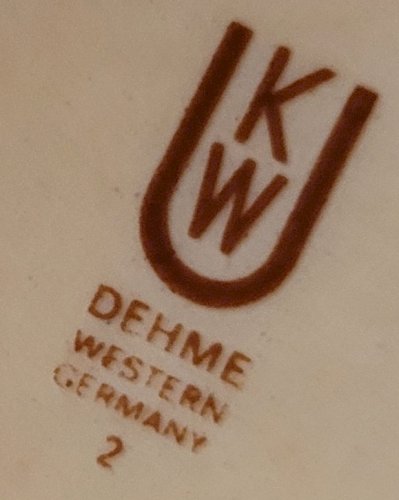 K
W
DEHME
WESTERN
GERMANY
2